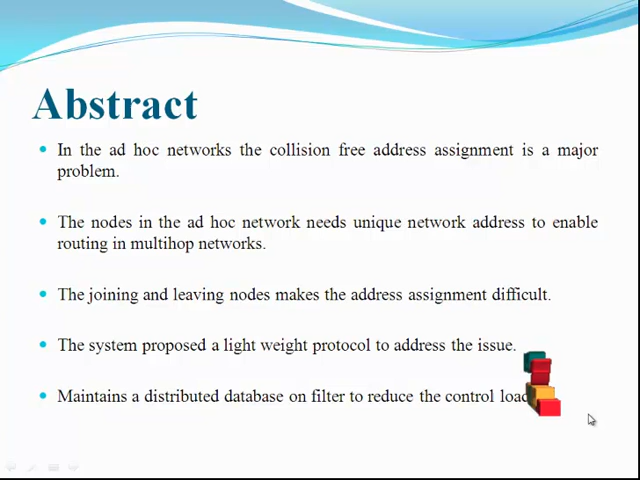 Abstract
In the ad hoc networks the collision free address assignment is a major
problem.
The nodes in the ad hoc network needs unique network address to enable
routing in multihop networks.
The joining and leaving nodes makes the address assignment difficult.
The system proposed a light weight protocol to address the issue.
Maintains a distributed database on filter to reduce the control load